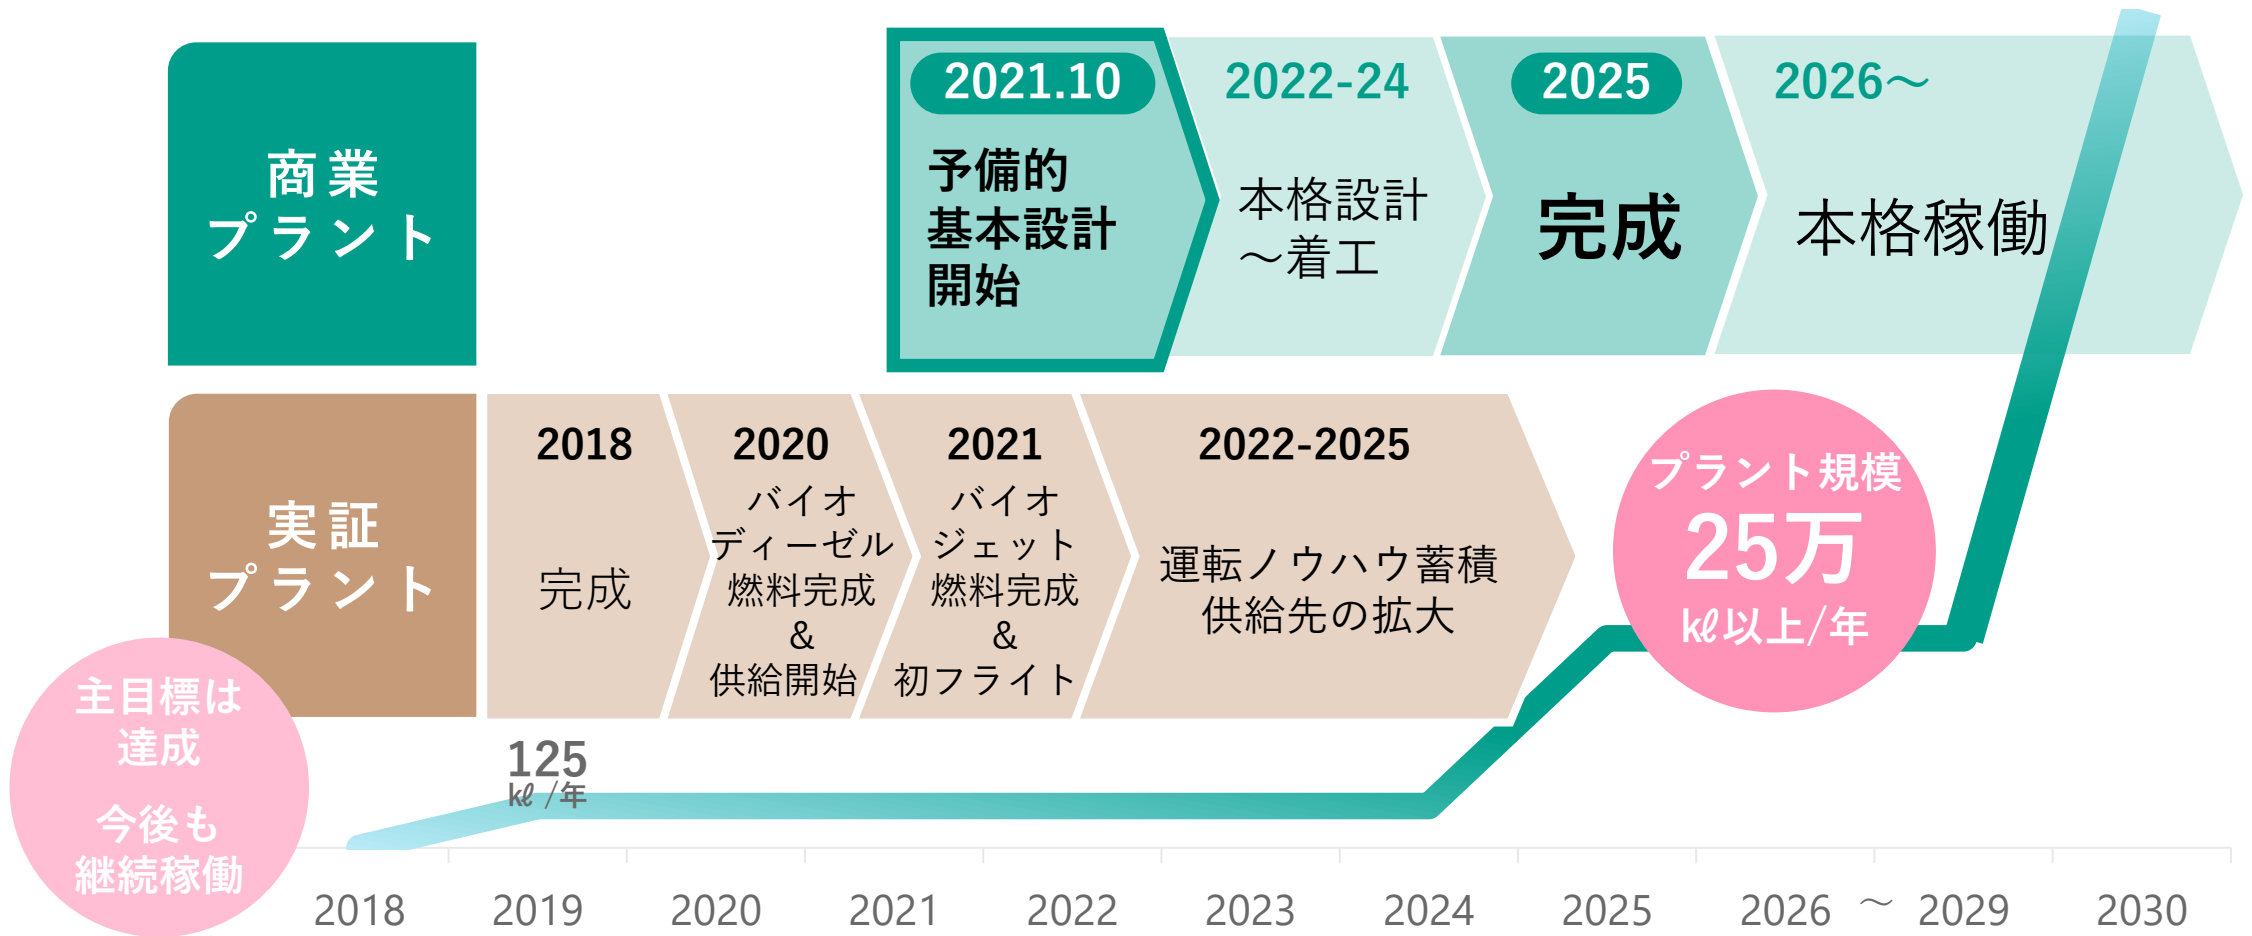 商業
プラント
2021.10
予備的
基本設計
開始
2022-24
本格設計
～着工
2025
完成
2026～
本格稼働
実証
プラント
2018
完成
2020
バイオ
ディーゼル
燃料完成
&
供給開始
2021
バイオ
ジェット
燃料完成
&
初フライト
2022-2025
運転ノウハウ蓄積
供給先の拡大
プラント規模
25万
㎘以上/年
主目標は
達成
今後も
継続稼働
125
㎘/年
2018 2019 2020 2021 2022 2023 2024 2025 2026 ～ 2029 2030